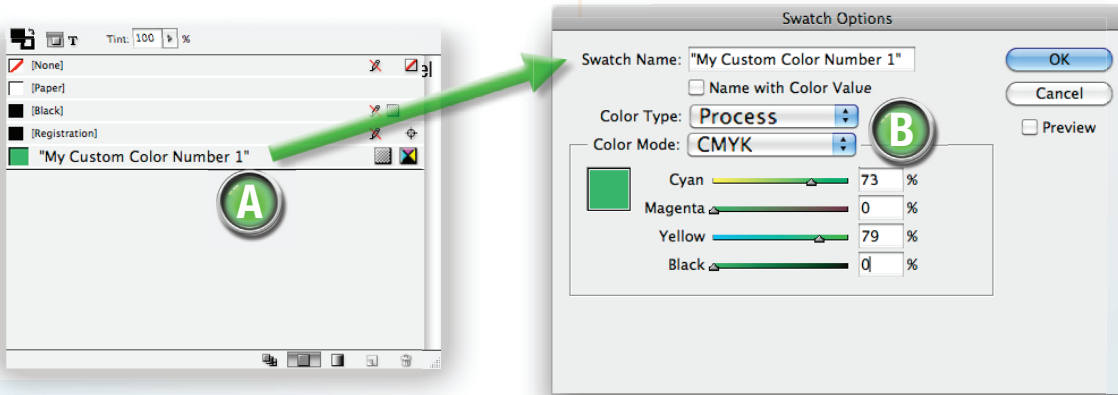 T Tint: 100 %
[None]
[Paper]
[Black]
[Registration]
"My Custom Color Number 1"
A
Swatch Options
Swatch Name: "My Custom Color Number 1"
Name with Color Value
Color Type: Process
Color Mode: CMYK
B
Cyan 73 %
Magenta 0 %
Yellow 79 %
Black 0 %
OK
Cancel
Preview